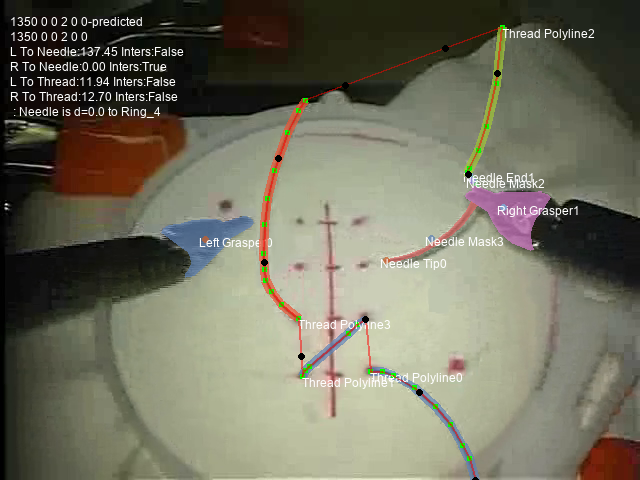 1350 0 0 2 0 0-predicted
1350 0 0 2 0 0
L To Needle:137.45 Inters:False
R To Needle:0.00 Inters:True
L To Thread:11.94 Inters:False
R To Thread:12.70 Inters:False
: Needle is d=0.0 to Ring_4
Thread Polyline2
Needle End1
Needle Mask2
Right Grasper1
Left Grasper0
Needle Mask3
Needle Tip0
Thread Polyline3
Thread Polyline0
Thread Polyline1